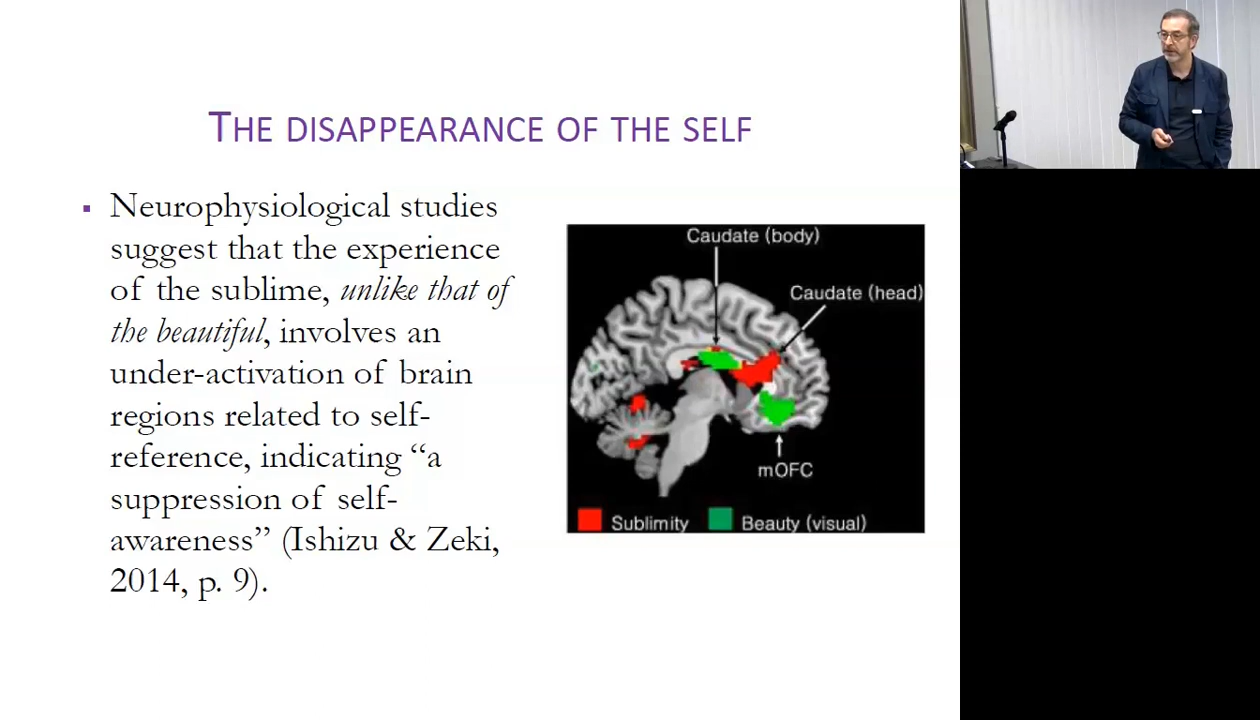 THE DISAPPEARANCE OF THE SELF
▪ Neurophysiological studies
suggest that the experience
of the sublime, unlike that of
the beautiful, involves an
under-activation of brain
regions related to self-
reference, indicating “a
suppression of self-
awareness” (Ishizu & Zeki,
2014, p. 9).
Caudate (body)
Caudate (head)
mOFC
Sublimity
Beauty (visual)